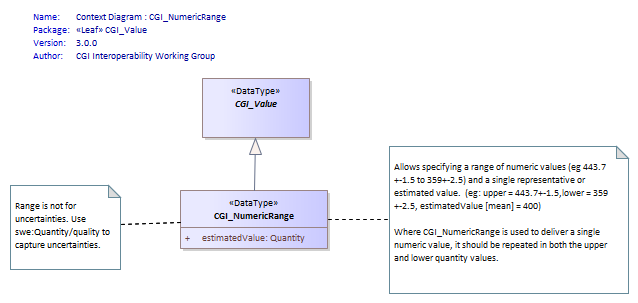 Name: Context Diagram : CGI_NumericRange
Package: «Leaf» CGI_Value
Version: 3.0.0
Author: CGI Interoperability Working Group
«DataType»
CGI_Value
Allows specifying a range of numeric values (eg 443.7
+-1.5 to 359+-2.5) and a single representative or
estimated value. (eg: upper = 443.7+-1.5,lower = 359
+-2.5, estimatedValue [mean] = 400)
Where CGI_NumericRange is used to deliver a single
numeric value, it should be repeated in both the upper
and lower quantity values.
Range is not for
uncertainties. Use
swe:Quantity/quality to
capture uncertainties.
«DataType»
CGI_NumericRange
+ estimatedValue: Quantity